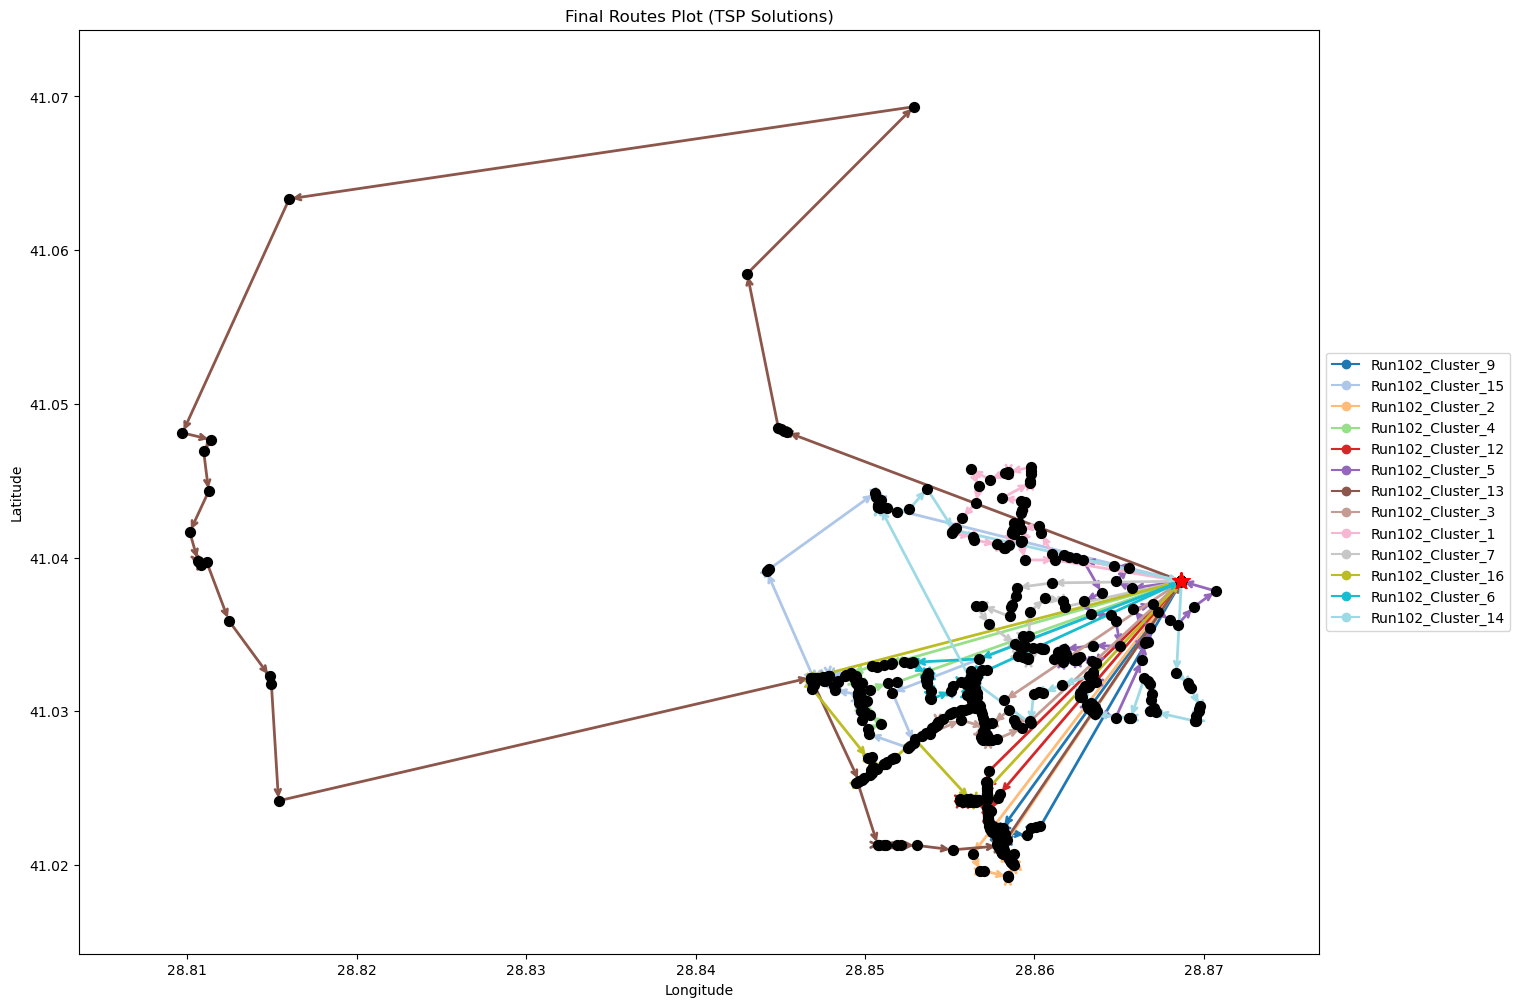 Final Routes Plot (TSP Solutions)
41.07
41.06
41.05
41.04
41.03
41.02
Latitude
28.81
28.82
28.83
28.84
28.85
28.86
28.87
Longitude
Run102_Cluster_9
Run102_Cluster_15
Run102_Cluster_2
Run102_Cluster_4
Run102_Cluster_12
Run102_Cluster_5
Run102_Cluster_13
Run102_Cluster_3
Run102_Cluster_1
Run102_Cluster_7
Run102_Cluster_16
Run102_Cluster_6
Run102_Cluster_14